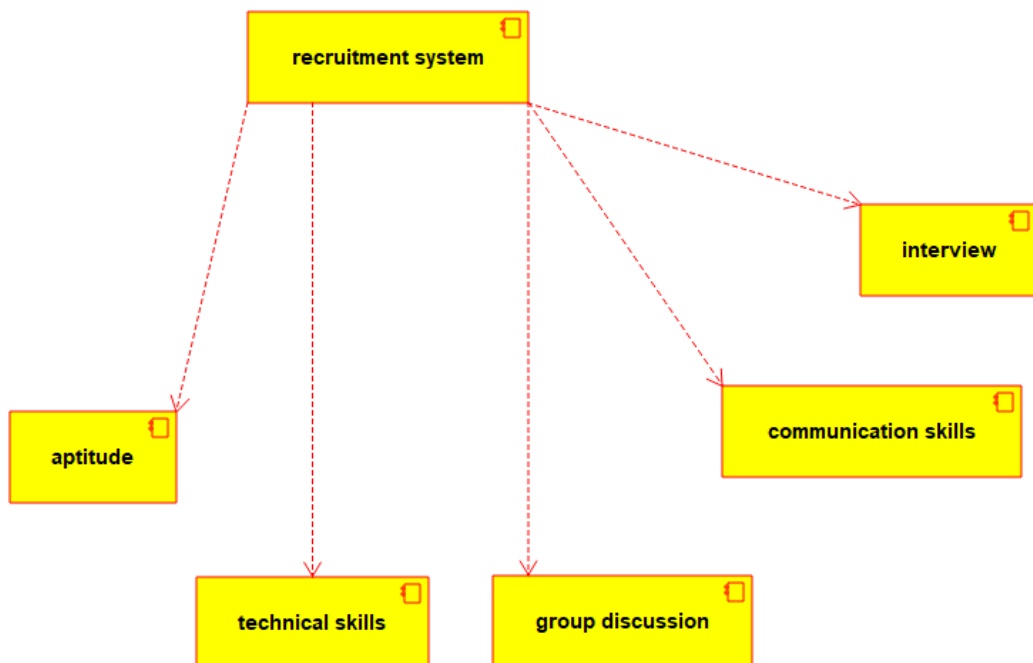 recruitment system
interview
communication skills
aptitude
technical skills
group discussion